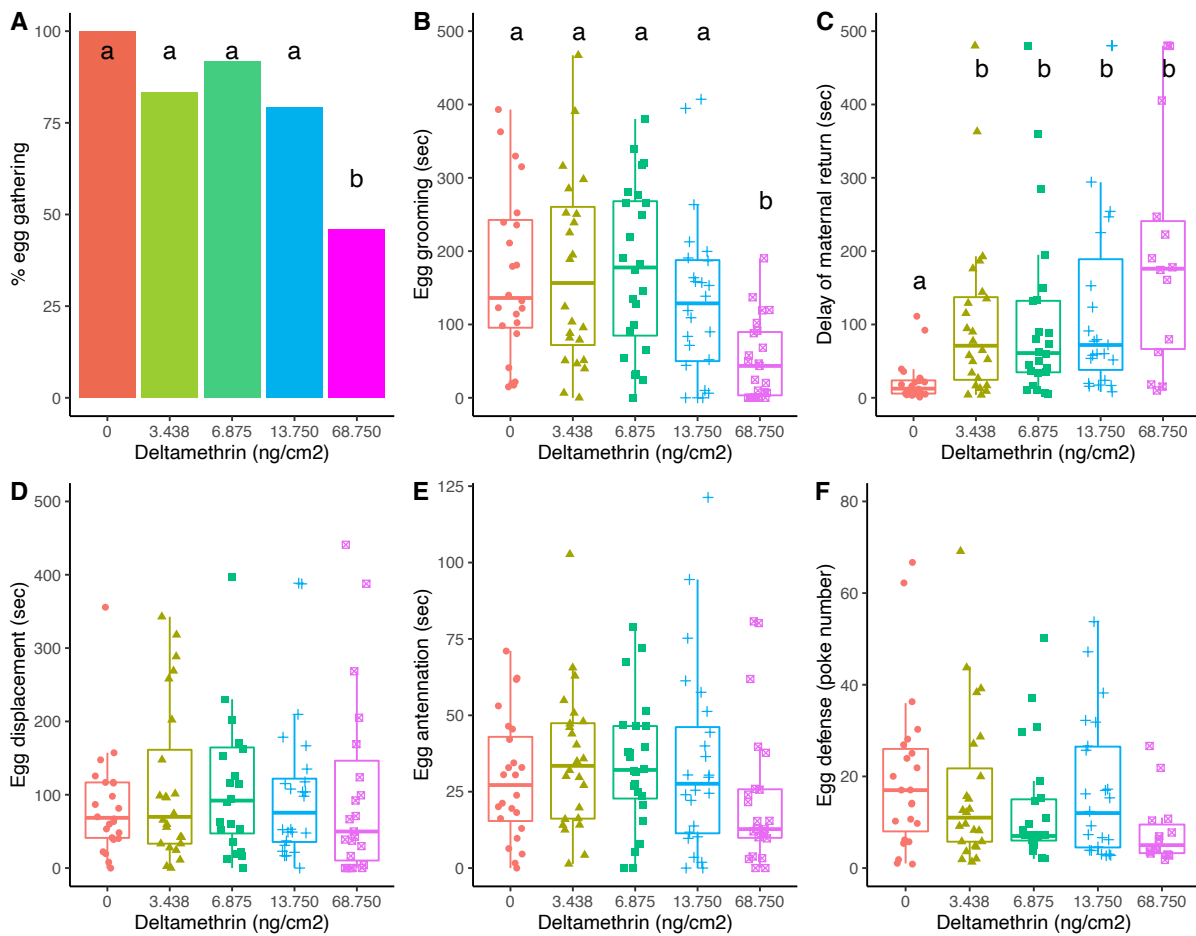 A
% egg gathering
100
75
50
25
0
a a a a b
0 3.438 6.875 13.750 68.750
Deltamethrin (ng/cm2)
B
Egg grooming (sec)
500
400
300
200
100
0
a a a a b
0 3.438 6.875 13.750 68.750
Deltamethrin (ng/cm2)
C
Delay of maternal return (sec)
500
400
300
200
100
0
a b b b b
0 3.438 6.875 13.750 68.750
Deltamethrin (ng/cm2)
D
Egg displacement (sec)
500
400
300
200
100
0
0 3.438 6.875 13.750 68.750
Deltamethrin (ng/cm2)
E
Egg antennation (sec)
125
100
75
50
25
0
0 3.438 6.875 13.750 68.750
Deltamethrin (ng/cm2)
F
Egg defense (poke number)
80
60
40
20
0
0 3.438 6.875 13.750 68.750
Deltamethrin (ng/cm2)